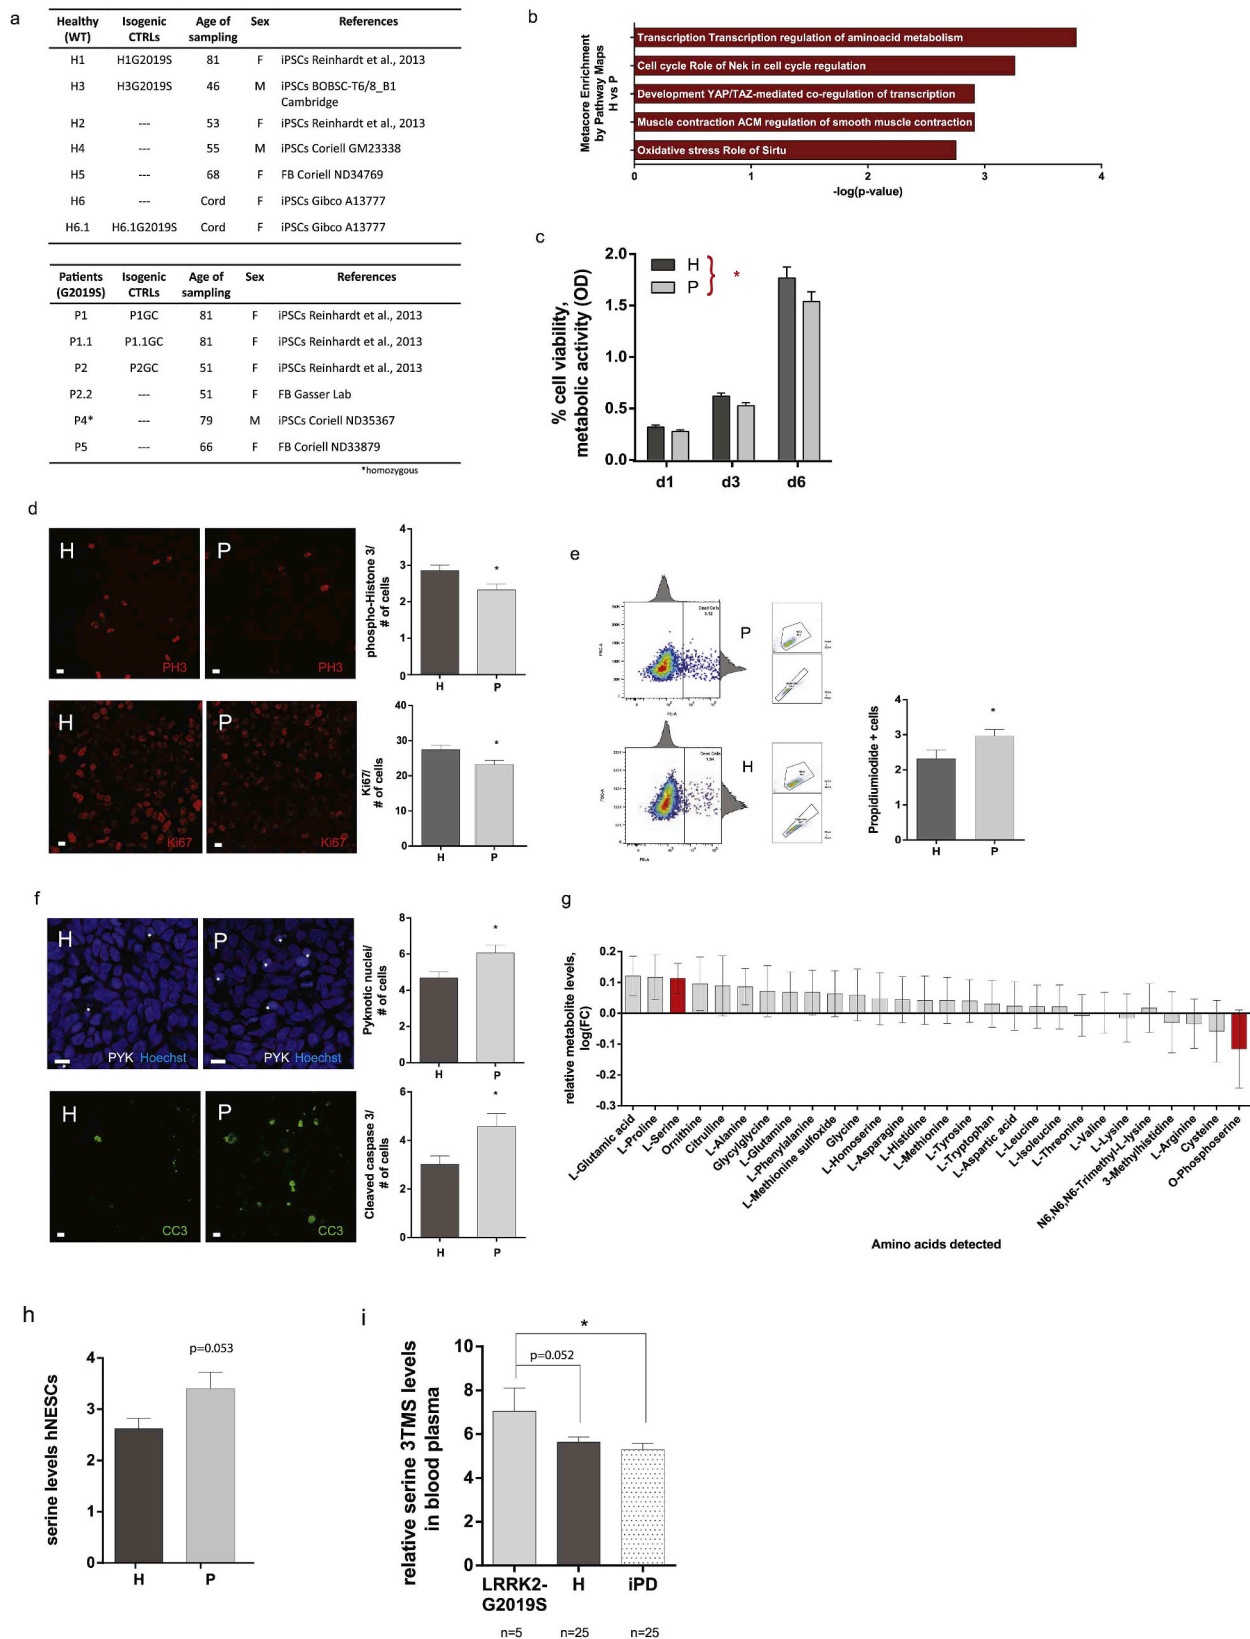 a
Healthy (WT) Isogenic CTRLs Age of sampling Sex References
H1 H1G2019S 81 F iPSCs Reinhardt et al., 2013
H3 H3G2019S 46 M iPSCs BOBSC-T6/8_B1
Cambridge
H2 --- 53 F iPSCs Reinhardt et al., 2013
H4 --- 55 M iPSCs Coriell GM23338
H5 --- 68 F FB Coriell ND34769
H6 --- Cord F iPSCs Gibco A13777
H6.1 H6.1G2019S Cord F iPSCs Gibco A13777
Patients (G2019S) Isogenic CTRLs Age of sampling Sex References
P1 P1GC 81 F iPSCs Reinhardt et al., 2013
P1.1 P1.1GC 81 F iPSCs Reinhardt et al., 2013
P2 P2GC 51 F iPSCs Reinhardt et al., 2013
P2.2 --- 51 F FB Gasser Lab
P4* --- 79 M iPSCs Coriell ND35367
P5 --- 66 F FB Coriell ND33879
*homozygous
b
Metacore Enrichment
by Pathway Maps
H vs P
Transcription Transcription regulation of aminoacid metabolism
Cell cycle Role of Nek in cell cycle regulation
Development YAP/TAZ-mediated co-regulation of transcription
Muscle contraction ACM regulation of smooth muscle contraction
Oxidative stress Role of Sirtu
0 1 2 3 4
-log(p-value)
c
% cell viability,
metabolic activity (OD)
2.0
1.5
1.0
0.5
0.0
H
P
*
d1 d3 d6
d
H P
PH3 PH3
phospho-Histone 3/
# of cells
4
3
2
1
0
*
H P
H P
Ki67 Ki67
Ki67/
# of cells
40
30
20
10
0
*
H P
e
Dead Cells
3.12
P
PE-A
Dead Cells
1.84
H
PE-A
Propidiumiodide + cells
4
3
2
1
0
*
H P
f
H P
PYK Hoechst PYK Hoechst
Pyknotic nuclei/
# of cells
8
6
4
2
0
*
H P
H P
CC3 CC3
Cleaved caspase 3/
# of cells
6
4
2
0
*
H P
g
relative metabolite levels,
log(FC)
0.2
0.1
0.0
-0.1
-0.2
-0.3
L-Glutamic acid
L-Proline
L-Serine
Ornithine
Citrulline
L-Alanine
Glycylglycine
L-Glutamine
L-Phenylalanine
L-Methionine sulfoxide
Glycine
L-Homoserine
L-Asparagine
L-Histidine
L-Methionine
L-Tyrosine
L-Tryptophan
L-Aspartic acid
L-Leucine
L-Isoleucine
L-Threonine
L-Valine
L-Lysine
N6,N6,N6-Trimethyl-L-lysine
3-Methylhistidine
L-Arginine
Cysteine
O-Phosphoserine
Amino acids detected
h
serine levels hNESCs
4
3
2
1
0
p=0.053
H P
i
relative serine 3TMS levels
in blood plasma
10
8
6
4
2
0
*
p=0.052
LRRK2-
G2019S
H iPD
n=5 n=25 n=25